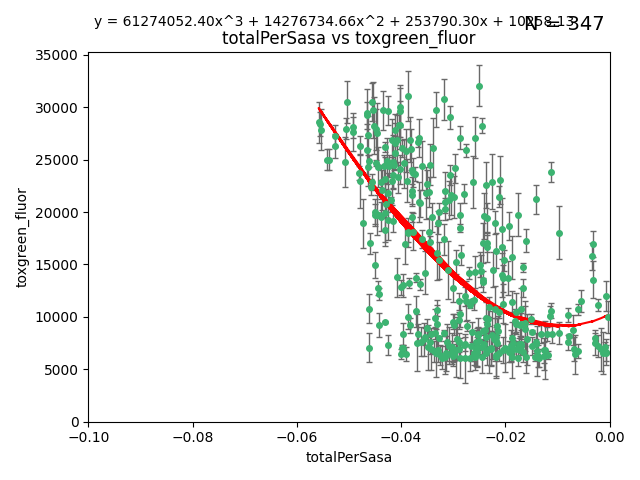 y = 61274052.40x^3 + 14276734.66x^2 + 253790.30x +
N = 347
totalPerSasa vs toxgreen_fluor
35000
30000
25000
20000
15000
10000
5000
0
toxgreen_fluor
−0.10 −0.08 −0.06 −0.04 −0.02 0.00
totalPerSasa